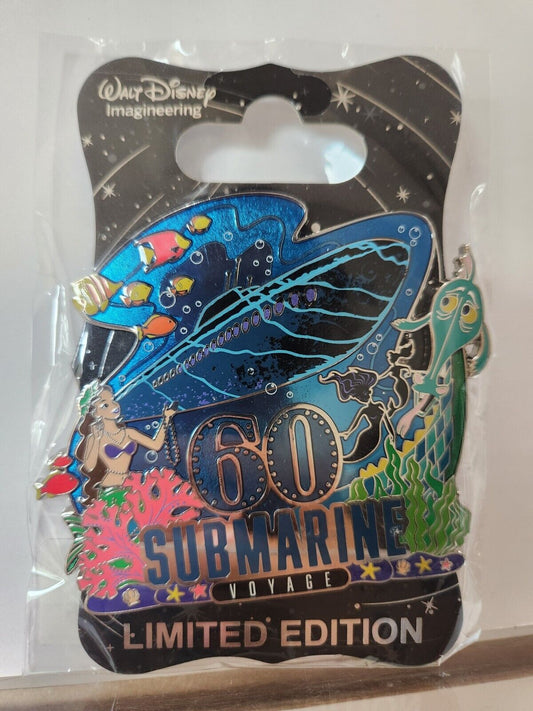 WALT DISNEY
Imagineering
60
SUBMARINE
VOYAGE
LIMITED EDITION